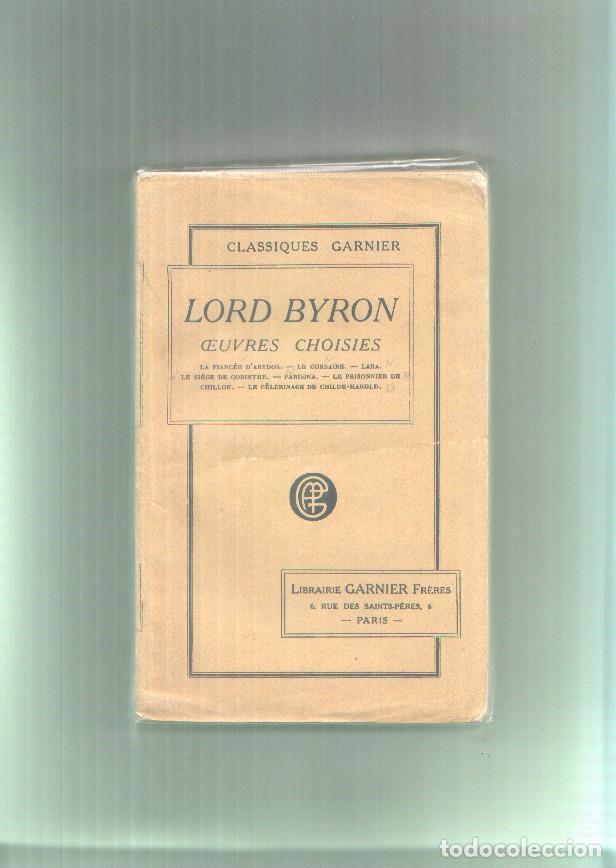 CLASSIQUES GARNIER
LORD BYRON
ŒUVRES CHOISIES
LA FIANCÉE D'ABYDOS. — LE CORSAIRE. — LARA.
LE SIÈGE DE CORINTHE. — PARISINA. — LE PRISONNIER DE
CHILLON. — LE PÈLERINAGE DE CHILDE-HAROLD.
LIBRAIRIE GARNIER FRÈRES
6, RUE DES SAINTS-PÈRES, 6
— PARIS —
todocoleccion